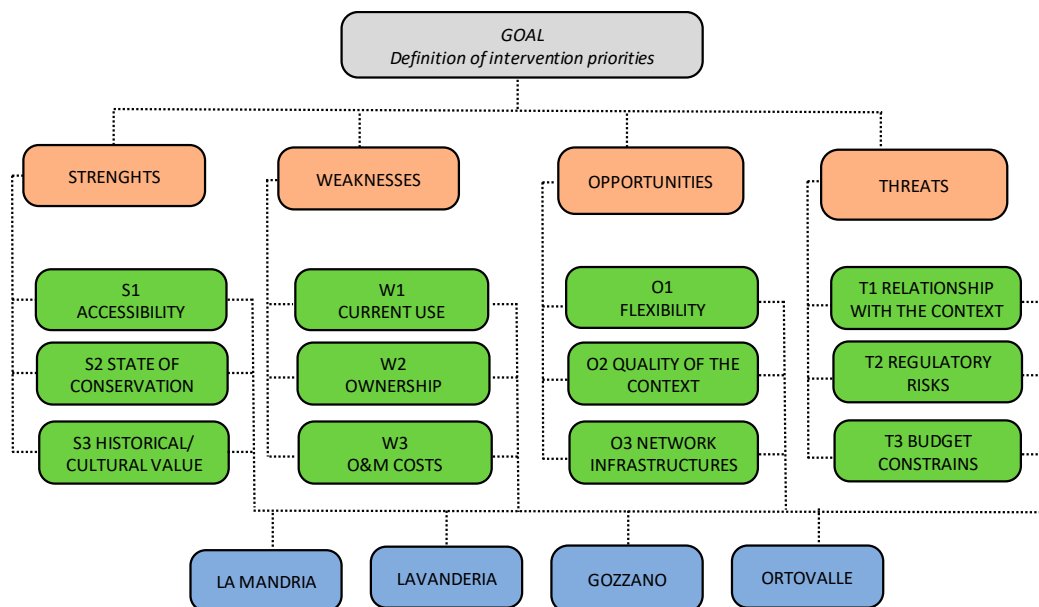 GOAL
Definition of intervention priorities
STRENGHTS
WEAKNESSES
OPPORTUNITIES
THREATS
S1
ACCESSIBILITY
W1
CURRENT USE
O1
FLEXIBILITY
T1 RELATIONSHIP
WITH THE CONTEXT
S2 STATE OF
CONSERVATION
W2
OWNERSHIP
O2 QUALITY OF THE
CONTEXT
T2 REGULATORY
RISKS
S3 HISTORICAL/
CULTURAL VALUE
W3
O&M COSTS
O3 NETWORK
INFRASTRUCTURES
T3 BUDGET
CONSTRAINS
LA MANDRIA
LAVANDERIA
GOZZANO
ORTOVALLE